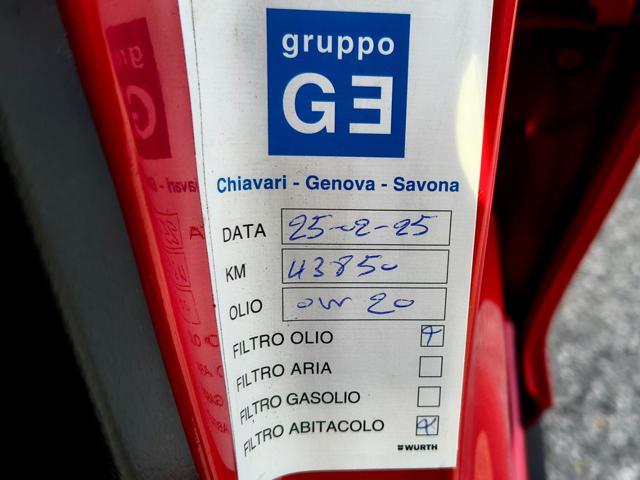 gruppo
GE
Chiavari - Genova - Savona
DATA 25-02-25
KM 43850
OLIO 0W 20
FILTRO OLIO x
FILTRO ARIA
FILTRO GASOLIO
FILTRO ABITACOLO x
WÜRTH